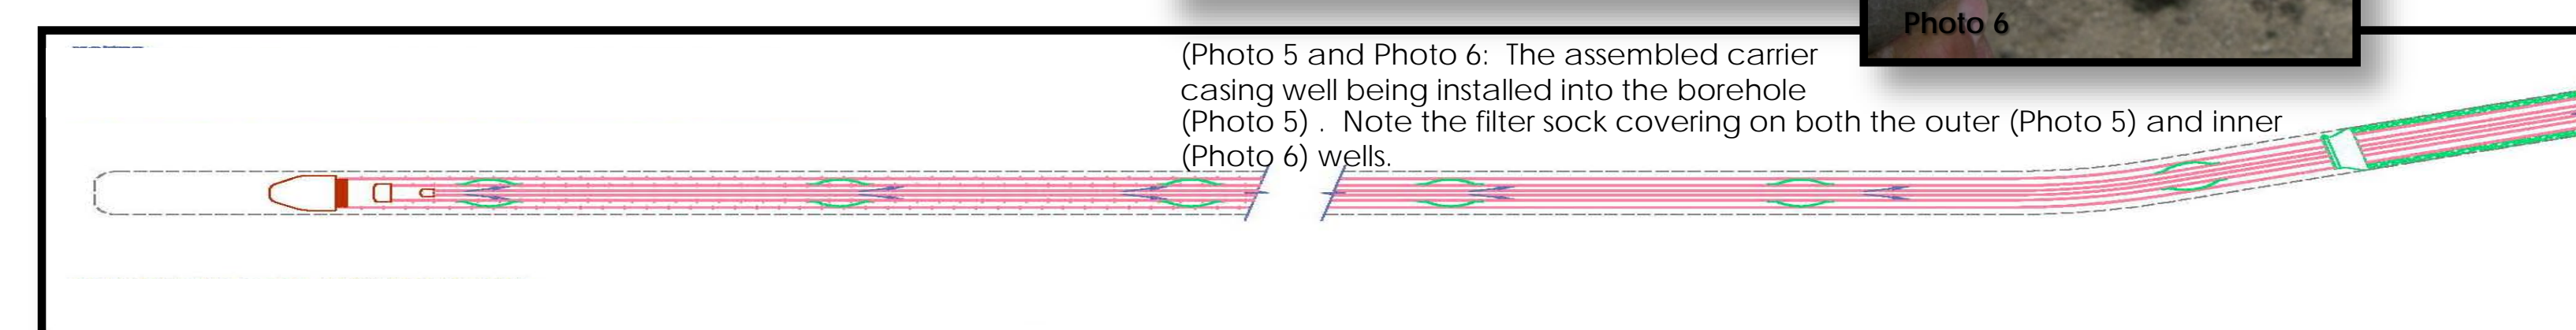 Photo 6
(Photo 5 and Photo 6: The assembled carrier
casing well being installed into the borehole
(Photo 5) . Note the filter sock covering on both the outer (Photo 5) and inner
(Photo 6) wells.